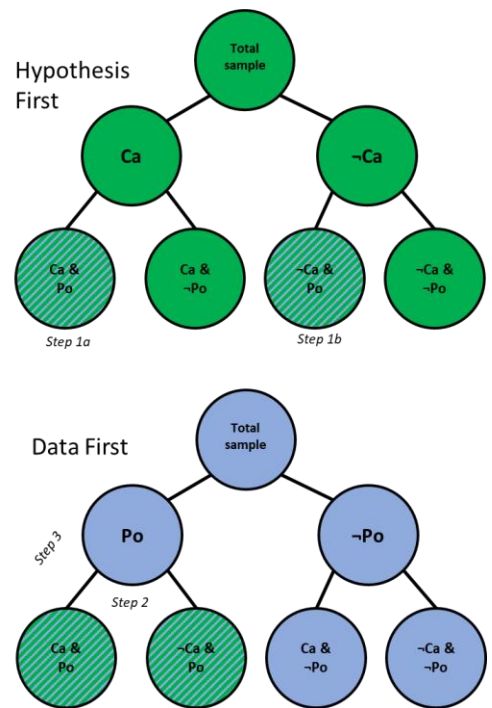 Total
sample
Hypothesis
First
Ca
¬Ca
Ca &
Po
Ca &
¬Po
¬Ca &
Po
¬Ca &
¬Po
Step 1a
Step 1b
Total
sample
Data First
Po
¬Po
Step 3
Step 2
Ca &
Po
¬Ca &
Po
Ca &
¬Po
¬Ca &
¬Po